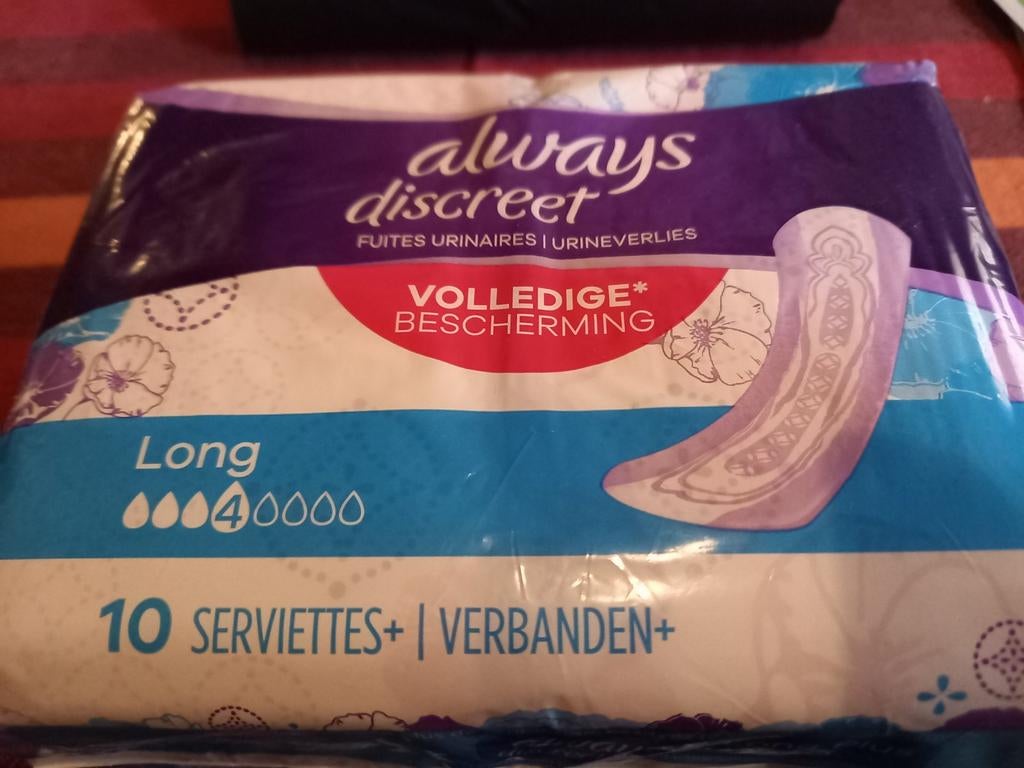 always
discreet
FUITES URINAIRES | URINEVERLIES
VOLLEDIGE*
BESCHERMING
Long
4
10 SERVIETTES+ | VERBANDEN+